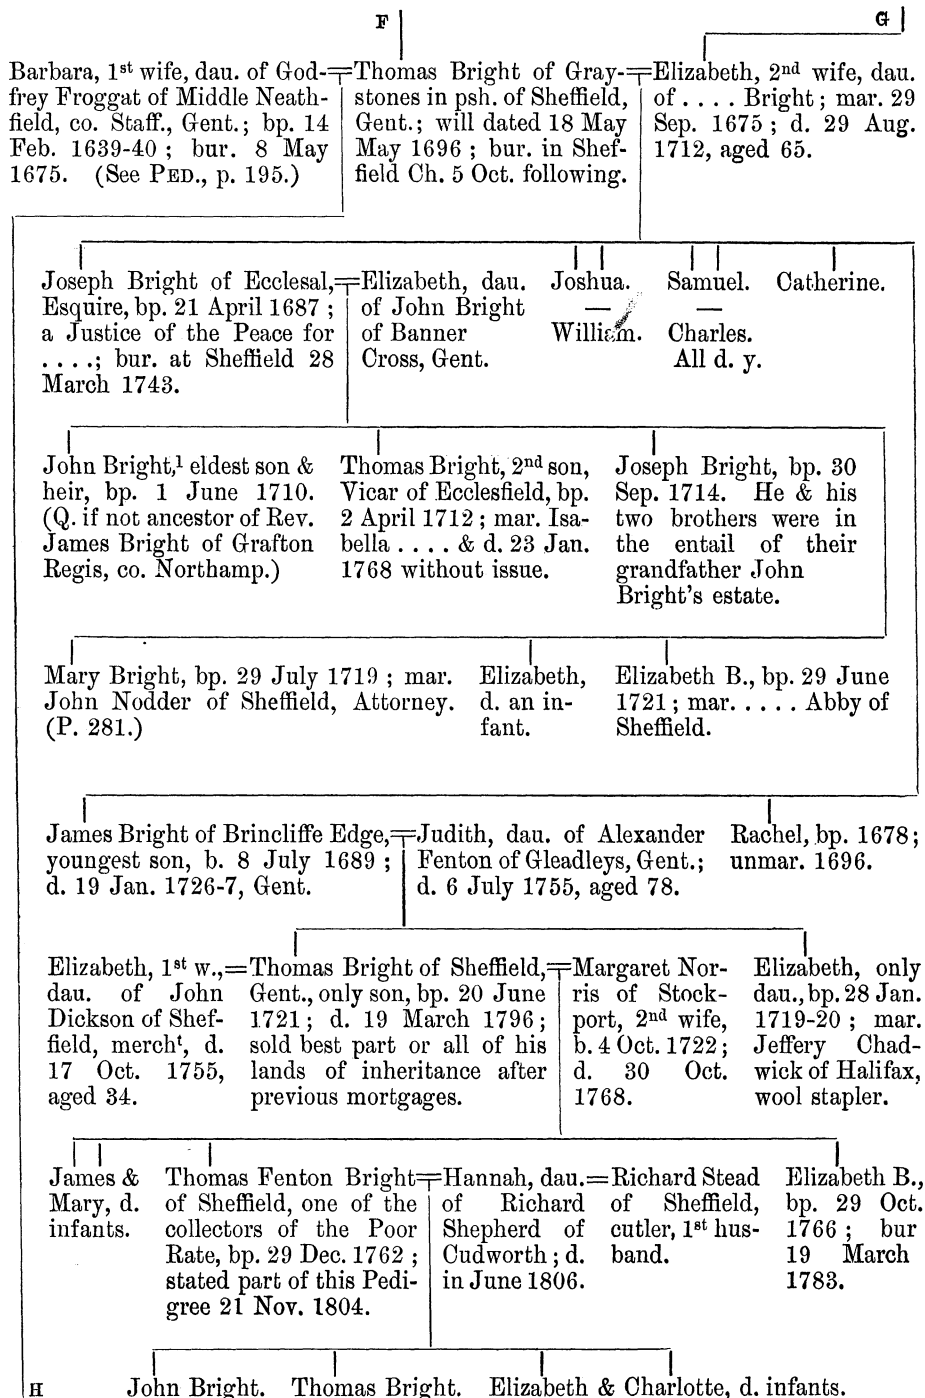 F
G
Barbara, 1st wife, dau. of God-
frey Froggat of Middle Neath-
field, co. Staff., Gent.; bp. 14
Feb. 1639-40; bur. 8 May
1675. (See PED., p. 195.)
Thomas Bright of Gray-
stones in psh. of Sheffield,
Gent.; will dated 18 May
May 1696; bur. in Shef-
field Ch. 5 Oct. following.
Elizabeth, 2nd wife, dau.
of . . . . Bright; mar. 29
Sep. 1675; d. 29 Aug.
1712, aged 65.
Joseph Bright of Ecclesal,
Esquire, bp. 21 April 1687;
a Justice of the Peace for
. . . .; bur. at Sheffield 28
March 1743.
Elizabeth, dau.
of John Bright
of Banner
Cross, Gent.
Joshua.
—
William.
Samuel.
—
Charles.
All d. y.
Catherine.
John Bright,1 eldest son &
heir, bp. 1 June 1710.
(Q. if not ancestor of Rev.
James Bright of Grafton
Regis, co. Northamp.)
Thomas Bright, 2nd son,
Vicar of Ecclesfield, bp.
2 April 1712; mar. Isa-
bella . . . . & d. 23 Jan.
1768 without issue.
Joseph Bright, bp. 30
Sep. 1714. He & his
two brothers were in
the entail of their
grandfather John
Bright's estate.
Mary Bright, bp. 29 July 1719; mar.
John Nodder of Sheffield, Attorney.
(P. 281.)
Elizabeth,
d. an in-
fant.
Elizabeth B., bp. 29 June
1721; mar. . . . . Abby of
Sheffield.
James Bright of Brincliffe Edge,
youngest son, b. 8 July 1689;
d. 19 Jan. 1726-7, Gent.
Judith, dau. of Alexander
Fenton of Gleadleys, Gent.;
d. 6 July 1755, aged 78.
Rachel, bp. 1678;
unmar. 1696.
Elizabeth, 1st w.,
dau. of John
Dickson of Shef-
field, mercht, d.
17 Oct. 1755,
aged 34.
Thomas Bright of Sheffield,
Gent., only son, bp. 20 June
1721; d. 19 March 1796;
sold best part or all of his
lands of inheritance after
previous mortgages.
Margaret Nor-
ris of Stock-
port, 2nd wife,
b. 4 Oct. 1722;
d. 30 Oct.
1768.
Elizabeth, only
dau., bp. 28 Jan.
1719-20; mar.
Jeffery Chad-
wick of Halifax,
wool stapler.
James &
Mary, d.
infants.
Thomas Fenton Bright
of Sheffield, one of the
collectors of the Poor
Rate, bp. 29 Dec. 1762;
stated part of this Pedi-
gree 21 Nov. 1804.
Hannah, dau.
of Richard
Shepherd of
Cudworth; d.
in June 1806.
Richard Stead
of Sheffield,
cutler, 1st hus-
band.
Elizabeth B.,
bp. 29 Oct.
1766; bur
19 March
1783.
H
John Bright.
Thomas Bright.
Elizabeth & Charlotte, d. infants.